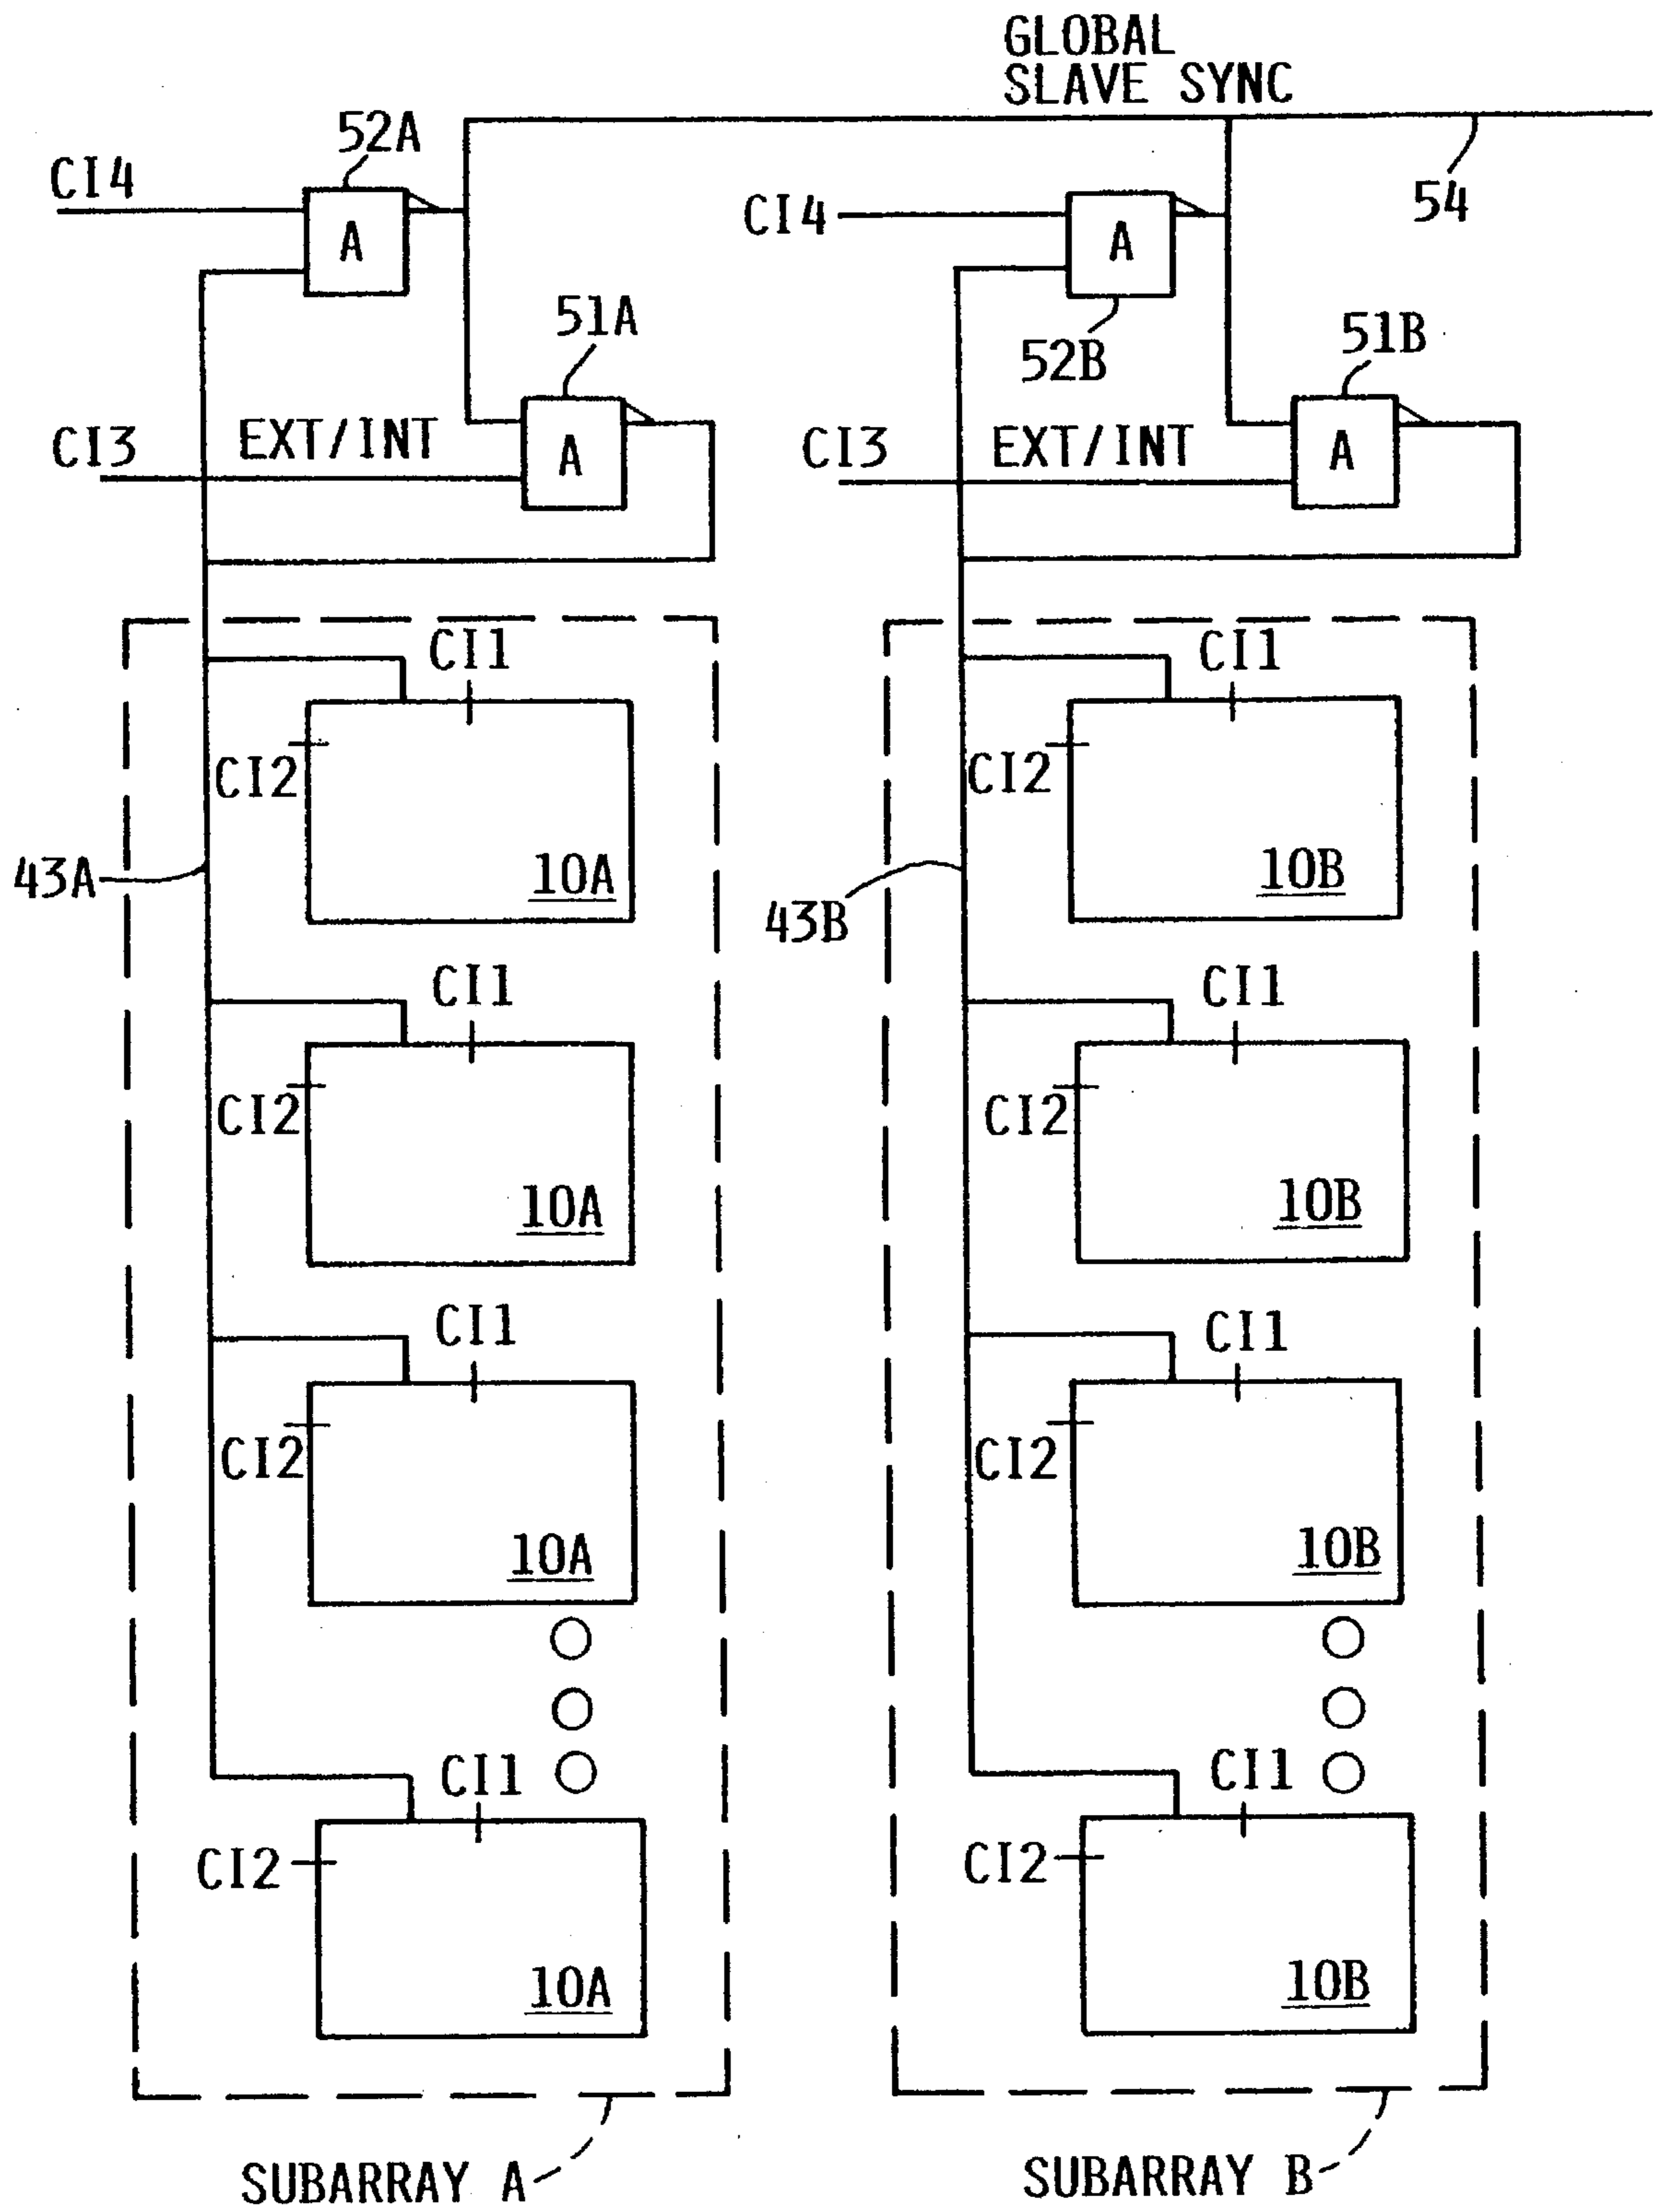 GLOBAL
SLAVE SYNC
52A
CI4
A
CI4
A
54
52B
51A
51B
CI3
EXT/INT
A
CI3
EXT/INT
A
CI1
CI2
10A
43A
CI1
CI2
10B
43B
CI1
CI2
10A
CI1
CI2
10B
CI1
CI2
10A
CI1
CI2
10B
CI1
CI2
10A
CI1
CI2
10B
SUBARRAY A
SUBARRAY B